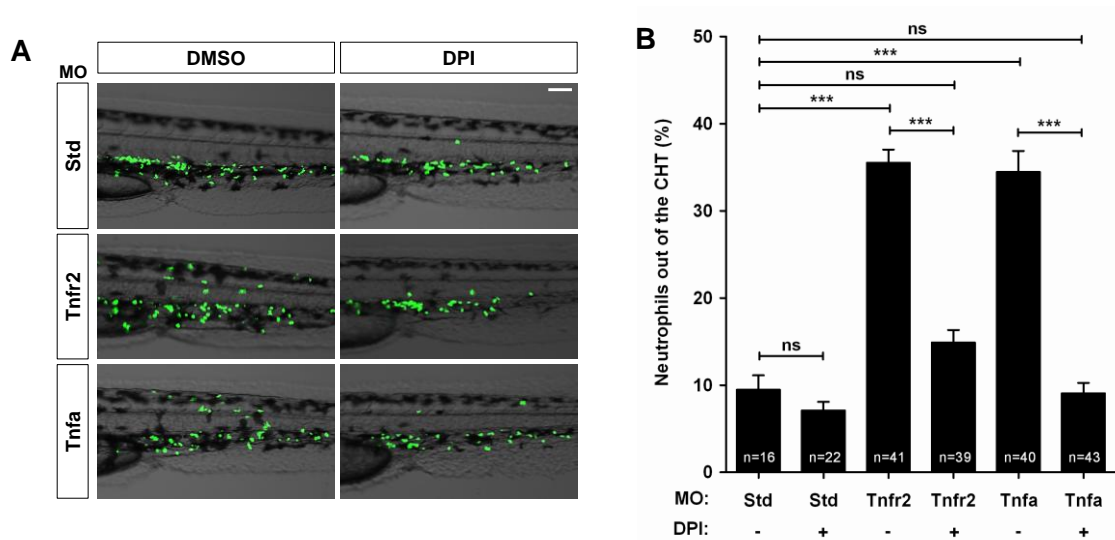 A
DMSO
DPI
MO
Std
Tnfr2
Tnfa
B
Neutrophils out of the CHT (%)
50
40
30
20
10
0
ns
***
ns
***
***
***
ns
n=16
n=22
n=41
n=39
n=40
n=43
MO: Std Std Tnfr2 Tnfr2 Tnfa Tnfa
DPI: - + - + - +